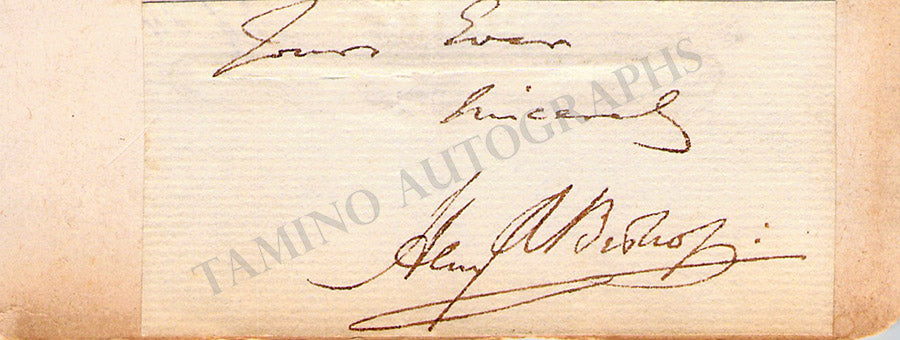 Yours Ever
Sincerely
Henry R Bishop.
TAMINO AUTOGRAPHS